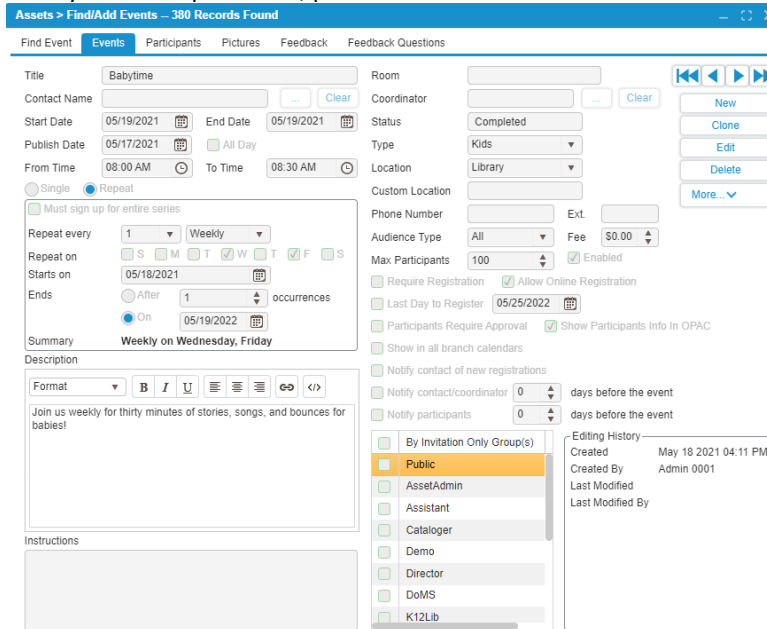 Assets > Find/Add Events -- 380 Records Found
Find Event Events Participants Pictures Feedback Feedback Questions
Title Babytime Room
Contact Name ... Clear Coordinator ... Clear New
Start Date 05/19/2021 End Date 05/19/2021 Status Completed Clone
Publish Date 05/17/2021 All Day Type Kids Edit
From Time 08:00 AM To Time 08:30 AM Location Library Delete
Single Repeat Custom Location More...
Must sign up for entire series Phone Number Ext.
Repeat every 1 Weekly Audience Type All Fee $0.00
Repeat on S M T W T F S Max Participants 100 Enabled
Starts on 05/18/2021 Require Registration Allow Online Registration
Ends After 1 occurrences Last Day to Register 05/25/2022
On 05/19/2022 Participants Require Approval Show Participants Info In OPAC
Summary Weekly on Wednesday, Friday Show in all branch calendars
Description Notify contact of new registrations
Format B I U Notify contact/coordinator 0 days before the event
Join us weekly for thirty minutes of stories, songs, and bounces for Notify participants 0 days before the event
babies!
By Invitation Only Group(s) Editing History
Public Created May 18 2021 04:11 PM
AssetAdmin Created By Admin 0001
Assistant Last Modified
Cataloger Last Modified By
Instructions
Demo
Director
DoMS
K12Lib